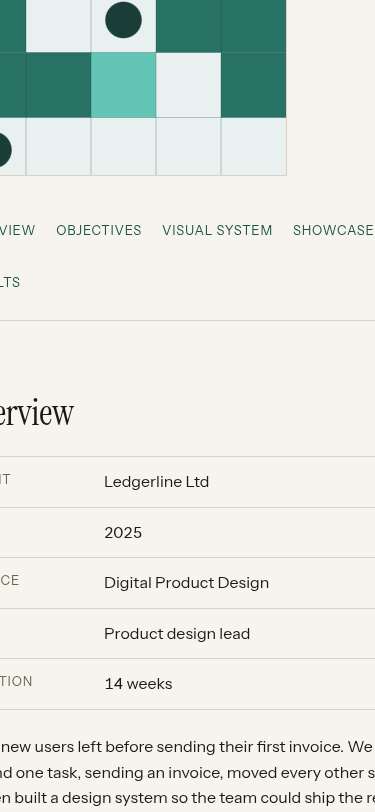 VIEW OBJECTIVES VISUAL SYSTEM SHOWCASE
LTS
erview
T Ledgerline Ltd
2025
CE Digital Product Design
Product design lead
TION 14 weeks
new users left before sending their first invoice. We
d one task, sending an invoice, moved every other s
n built a design system so the team could ship the re